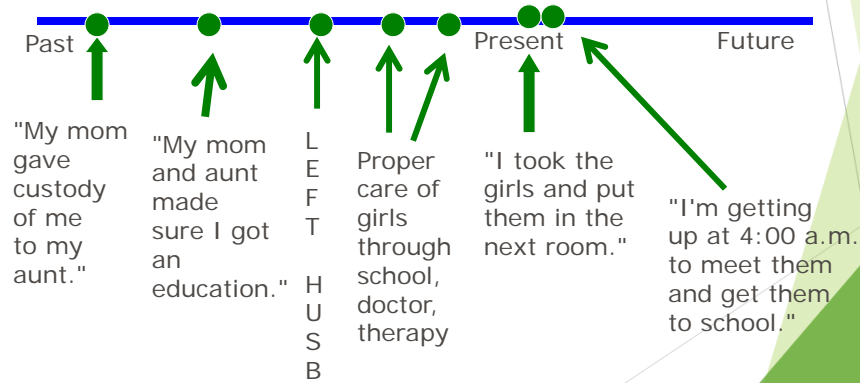 Past
Present
Future
"My mom
gave
custody
of me
to my
aunt."
"My mom
and aunt
made
sure I got
an
education."
L
E
F
T
H
U
S
B
Proper
care of
girls
through
school,
doctor,
therapy
"I took the
girls and put
them in the
next room."
"I'm getting
up at 4:00 a.m.
to meet them
and get them
to school."